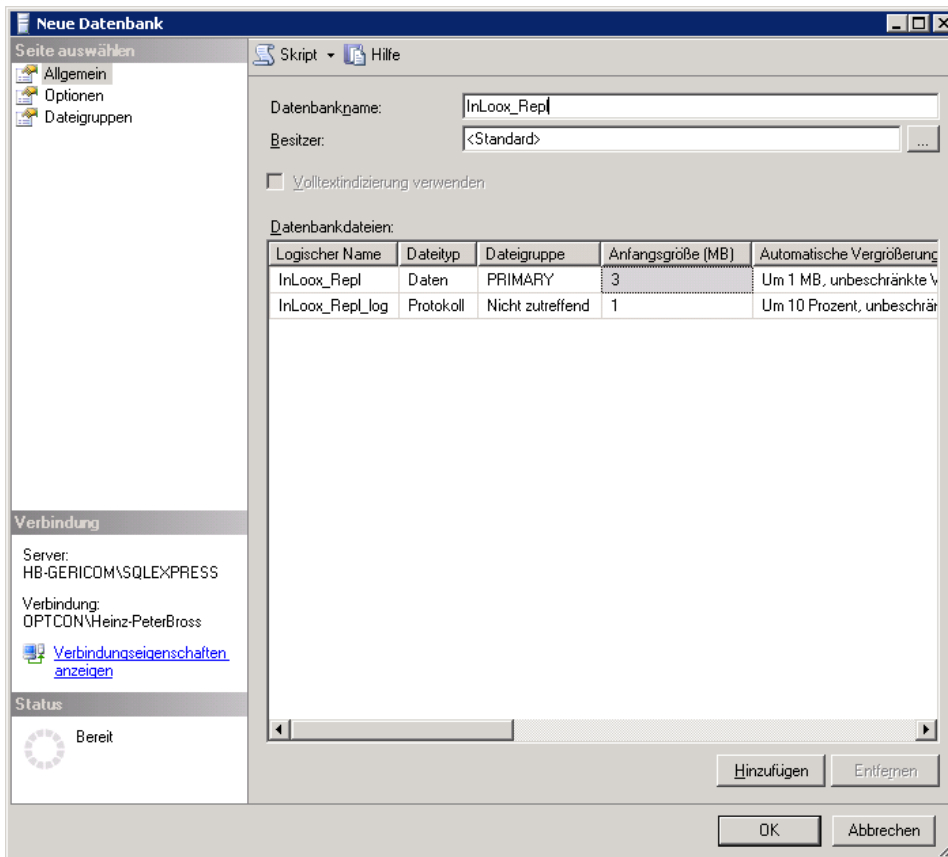 Neue Datenbank
Seite auswählen
Allgemein
Optionen
Dateigruppen
Skript
Hilfe
Datenbankname:
InLoox_Repl
Besitzer:
<Standard>
...
Volltextindizierung verwenden
Datenbankdateien:
Logischer Name Dateityp Dateigruppe Anfangsgröße (MB) Automatische Vergrößerung
InLoox_Repl Daten PRIMARY 3 Um 1 MB, unbeschränkte V
InLoox_Repl_log Protokoll Nicht zutreffend 1 Um 10 Prozent, unbeschrän
Verbindung
Server:
HB-GERICOM\SQLEXPRESS
Verbindung:
OPTCON\Heinz-PeterBross
Verbindungseigenschaften
anzeigen
Status
Bereit
Hinzufügen
Entfernen
OK
Abbrechen